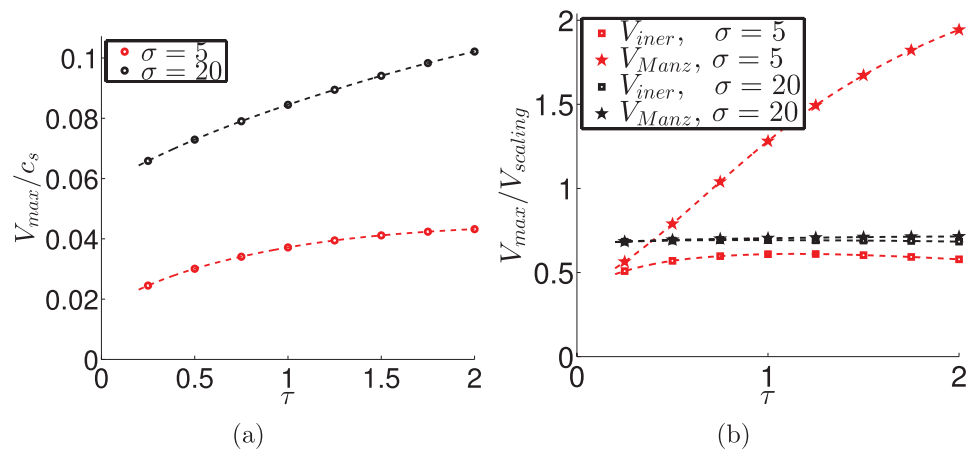 σ = 5
σ = 20
V_max/c_s
0.1
0.08
0.06
0.04
0.02
0
0
0.5
1
1.5
2
τ
(a)
V_iner, σ = 5
V_Manz, σ = 5
V_iner, σ = 20
V_Manz, σ = 20
V_max/V_scaling
2
1.5
1
0.5
0
0
1
2
τ
(b)